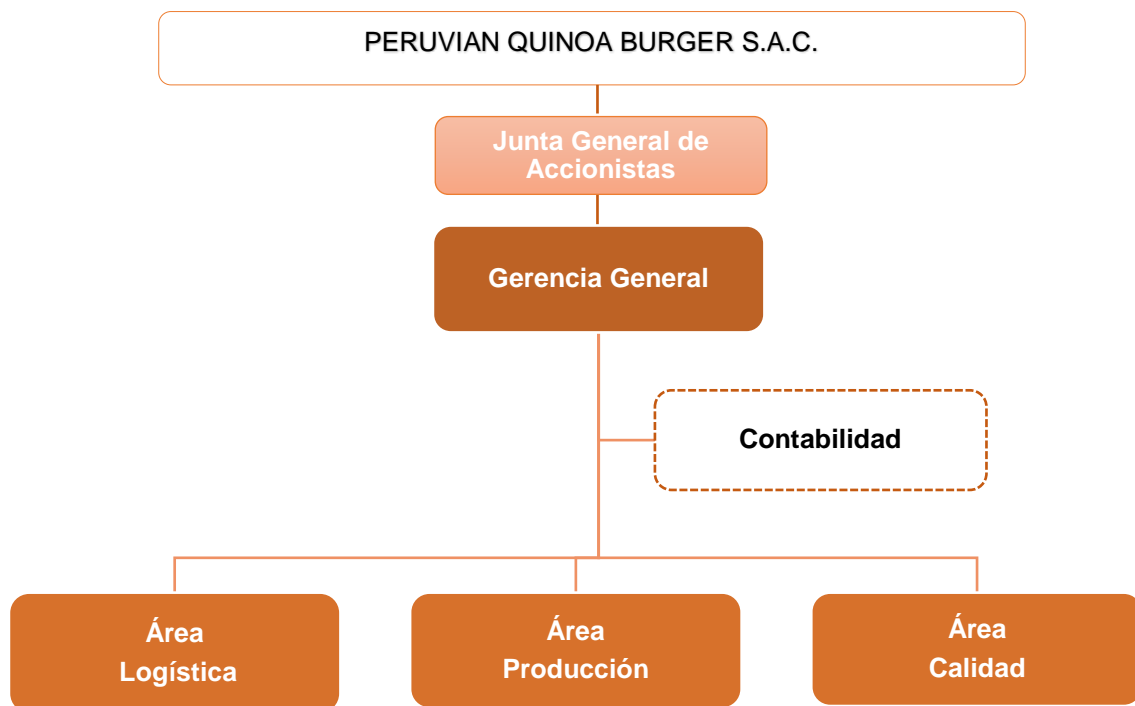 PERUVIAN QUINOA BURGER S.A.C.
Junta General de
Accionistas
Gerencia General
Contabilidad
Área
Logística
Área
Producción
Área
Calidad